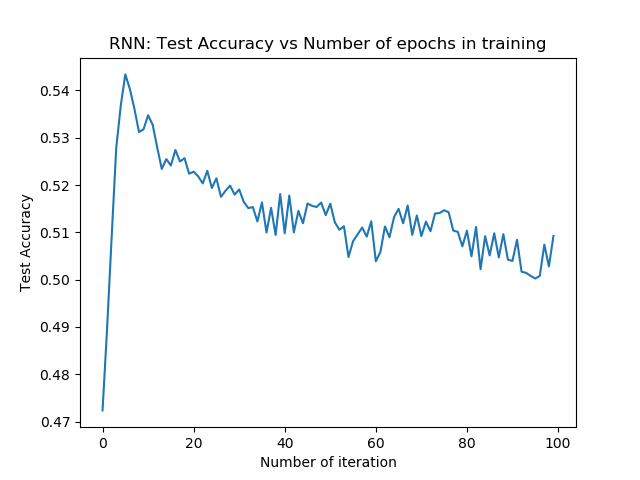 RNN: Test Accuracy vs Number of epochs in training
0.54
0.53
0.52
0.51
0.50
0.49
0.48
0.47
Test Accuracy
0 20 40 60 80 100
Number of iteration